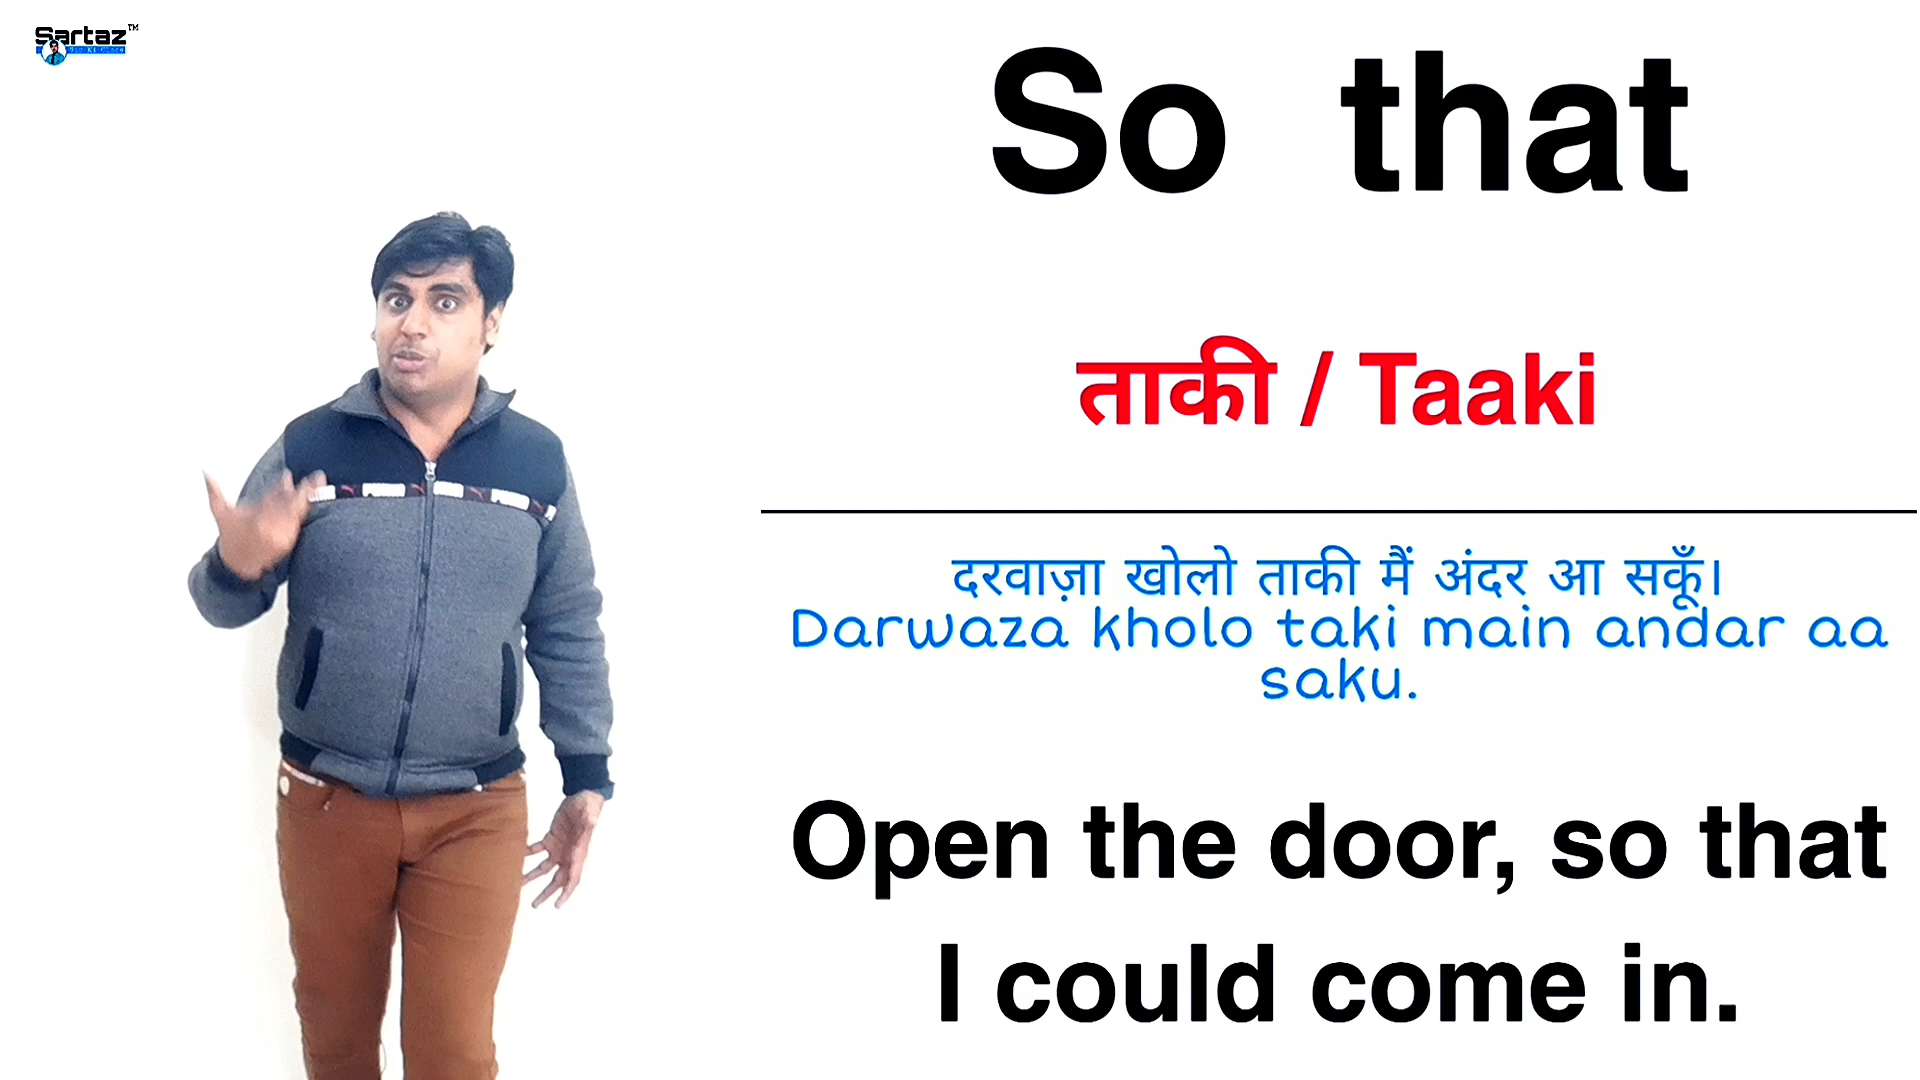 Sartaz™
So that
ताकी / Taaki
दरवाज़ा खोलो ताकी मैं अंदर आ सकूँ।
Darwaza kholo taki main andar aa
saku.
Open the door, so that
I could come in.